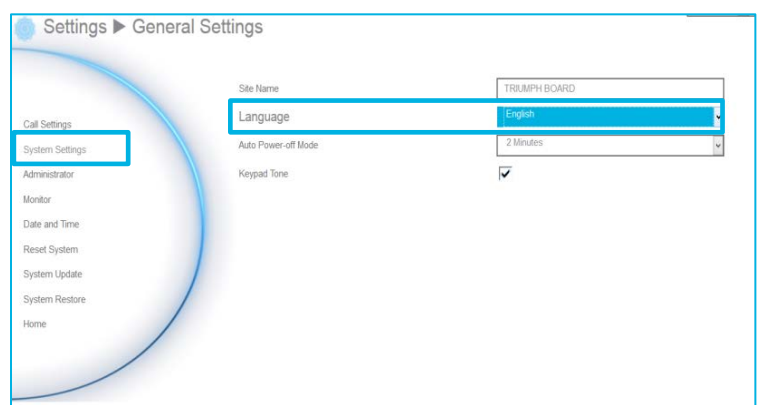 Settings ▶ General Settings
Site Name
TRIUMPH BOARD
Language
English
Auto Power-off Mode
2 Minutes
Keypad Tone
Call Settings
System Settings
Administrator
Monitor
Date and Time
Reset System
System Update
System Restore
Home